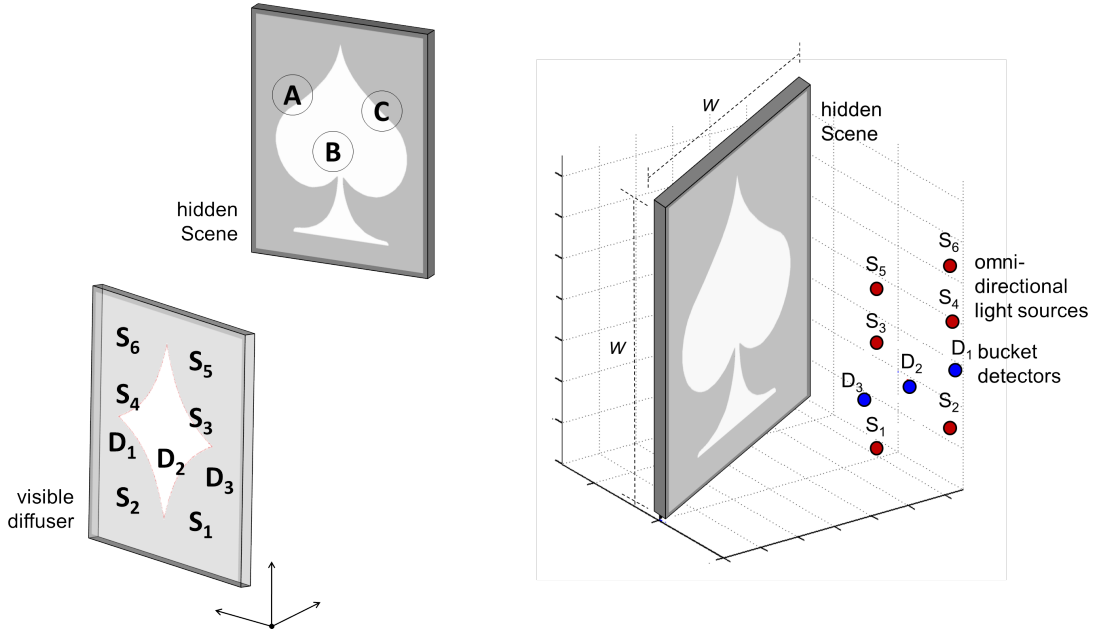 A
C
B
hidden
Scene
S6
S5
S4
S3
D1
D2
D3
S2
S1
visible
diffuser
w
hidden
Scene
w
S6
S5
omni-
directional
light sources
S4
S3
D1 bucket
detectors
D2
D3
S2
S1